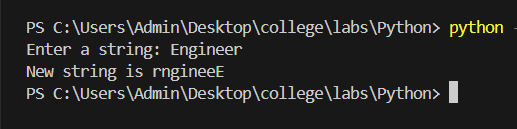 PS C:\Users\Admin\Desktop\college\labs\Python> python -
Enter a string: Engineer
New string is rngineeE
PS C:\Users\Admin\Desktop\college\labs\Python>